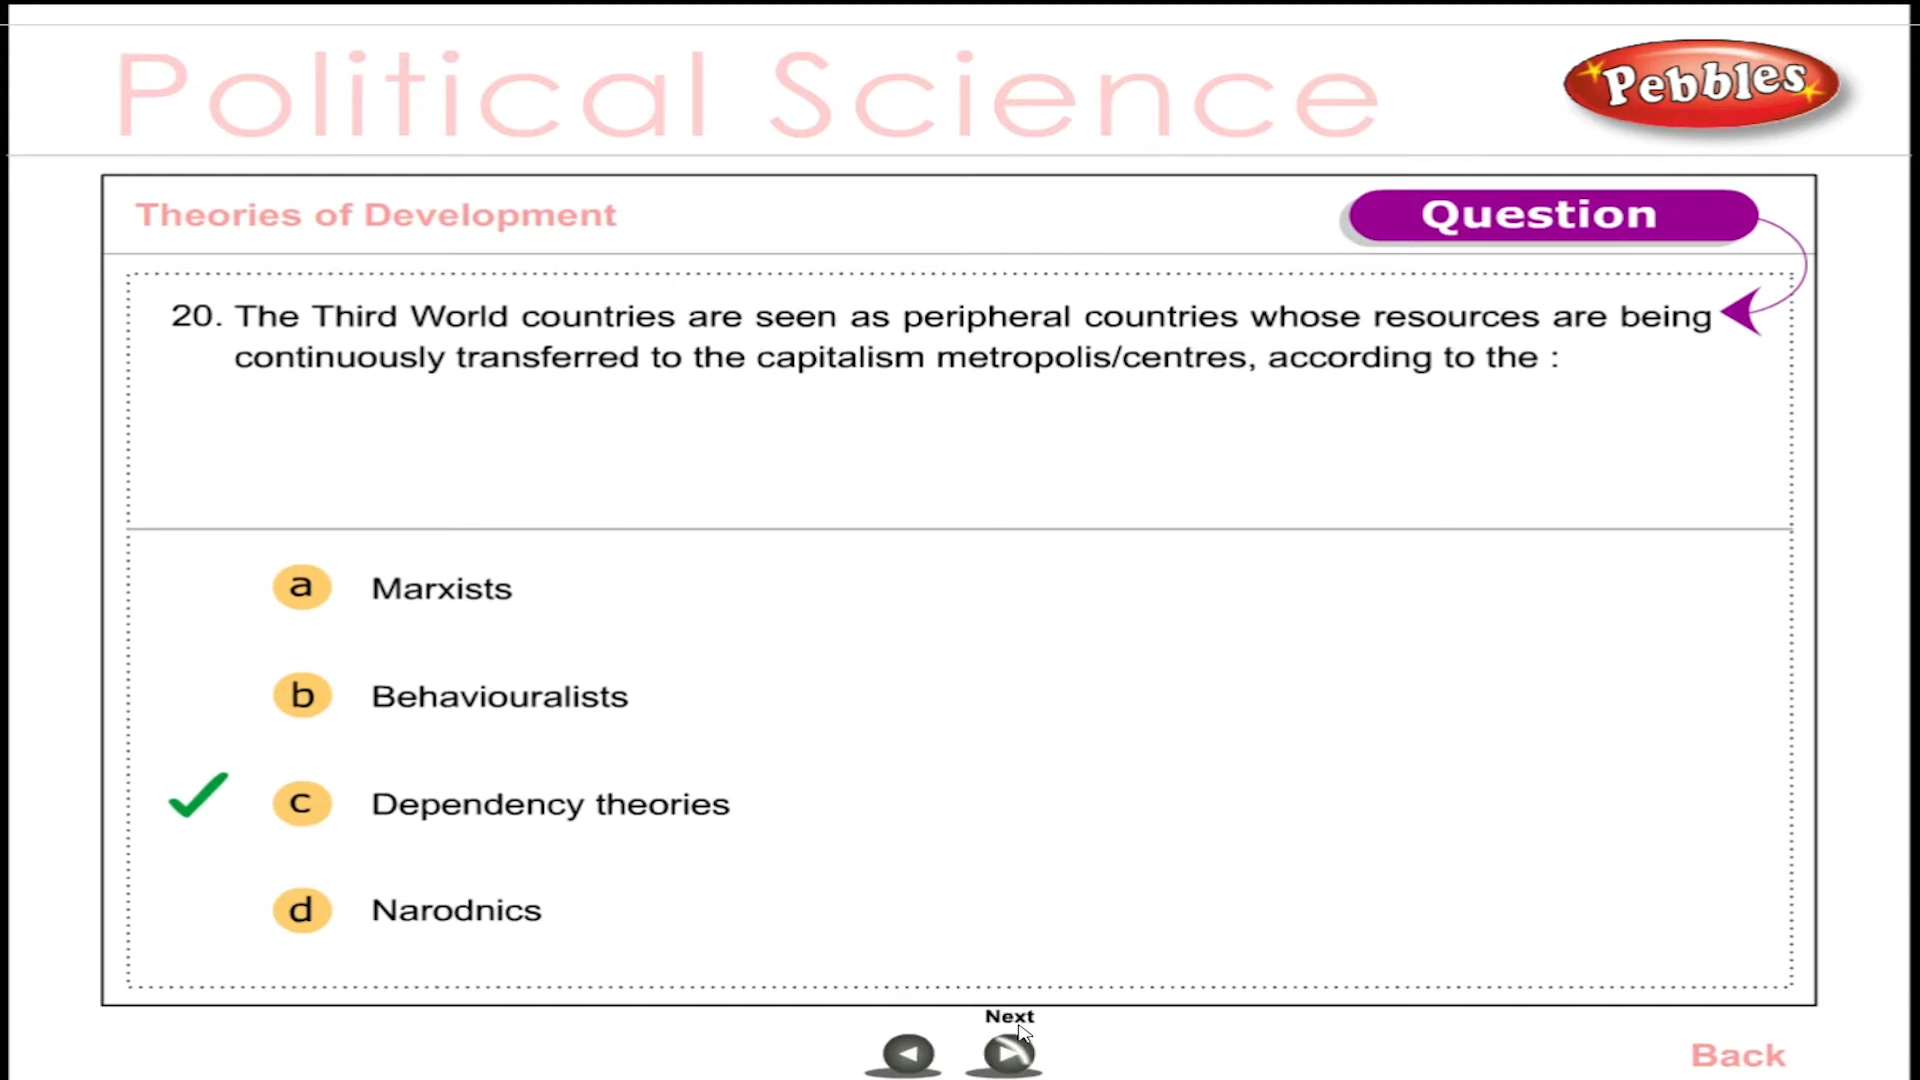 Political Science
Pebbles
Theories of Development
Question
20. The Third World countries are seen as peripheral countries whose resources are being
continuously transferred to the capitalism metropolis/centres, according to the :
a Marxists
b Behaviouralists
c Dependency theories
d Narodnics
Next
Back